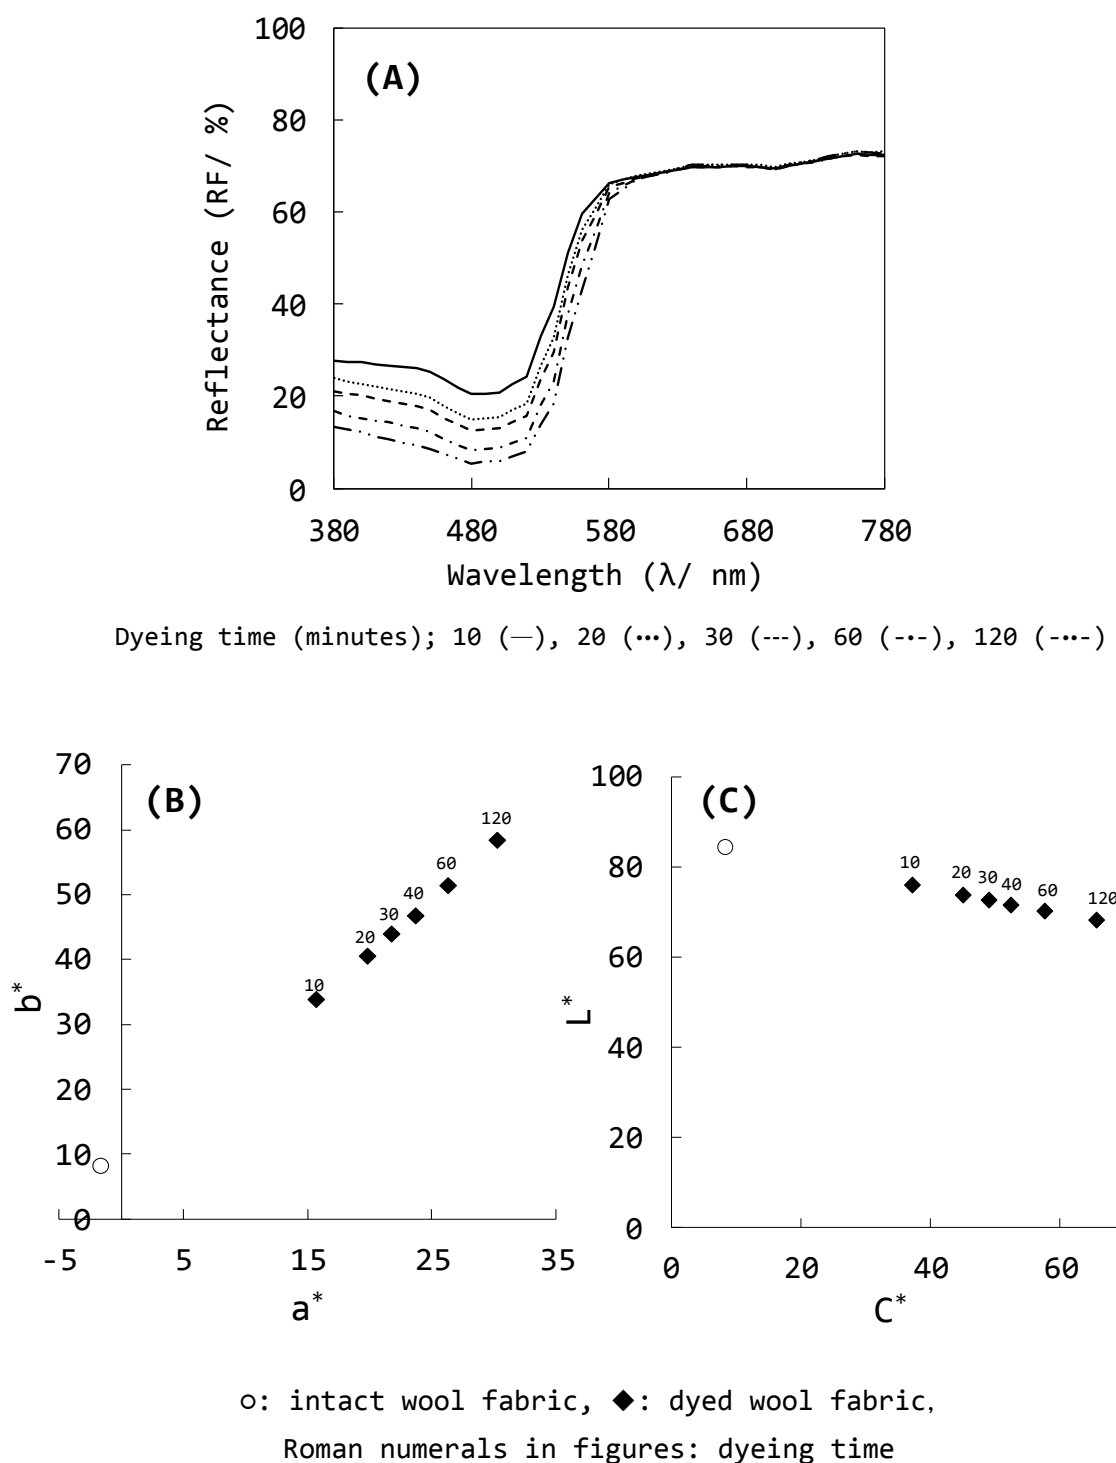 100
(A)
80
60
40
20
0
Reflectance (RF/ %)
380 480 580 680 780
Wavelength (λ/ nm)
Dyeing time (minutes); 10 (—), 20 (•••), 30 (---), 60 (-•-), 120 (-••-)
70
60
50
40
30
20
10
0
b*
(B)
120
60
40
30
20
10
-5 5 15 25 35
a*
100
80
60
40
20
0
L*
(C)
10
20
30
40
60
120
0 20 40 60
C*
○: intact wool fabric, ◆: dyed wool fabric,
Roman numerals in figures: dyeing time